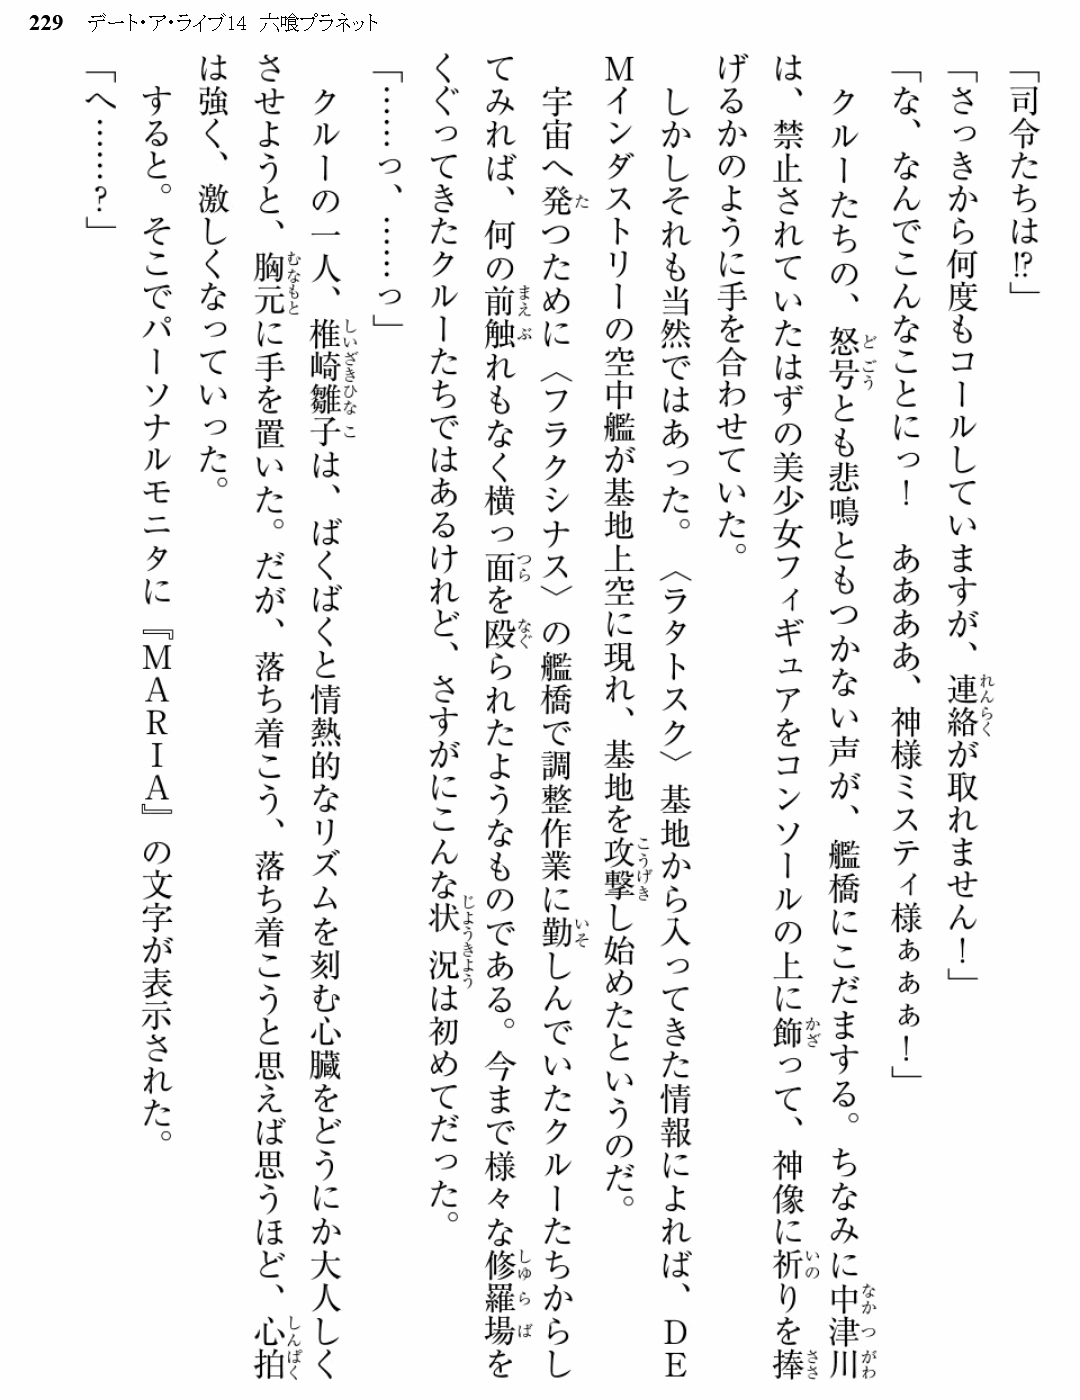 229 デート・ア・ライブ14 六喰プラネット
「司令たちは!?」
「さっきから何度もコールしていますが、連絡が取れません！」
「な、なんでこんなことにっ！　ああああ、神様ミスティ様ぁぁぁ！」
　クルーたちの、怒号とも悲鳴ともつかない声が、艦橋にこだまする。ちなみに中津川
は、禁止されていたはずの美少女フィギュアをコンソールの上に飾って、神像に祈りを捧
げるかのように手を合わせていた。
　しかしそれも当然ではあった。〈ラタトスク〉基地から入ってきた情報によれば、ＤＥ
Ｍインダストリーの空中艦が基地上空に現れ、基地を攻撃し始めたというのだ。
　宇宙へ発つために〈フラクシナス〉の艦橋で調整作業に勤しんでいたクルーたちからし
てみれば、何の前触れもなく横っ面を殴られたようなものである。今まで様々な修羅場を
くぐってきたクルーたちではあるけれど、さすがにこんな状況は初めてだった。
「……っ、……っ」
　クルーの一人、椎崎雛子は、ばくばくと情熱的なリズムを刻む心臓をどうにか大人しく
させようと、胸元に手を置いた。だが、落ち着こう、落ち着こうと思えば思うほど、心拍
は強く、激しくなっていった。
　すると。そこでパーソナルモニタに『ＭＡＲＩＡ』の文字が表示された。
「へ……？」